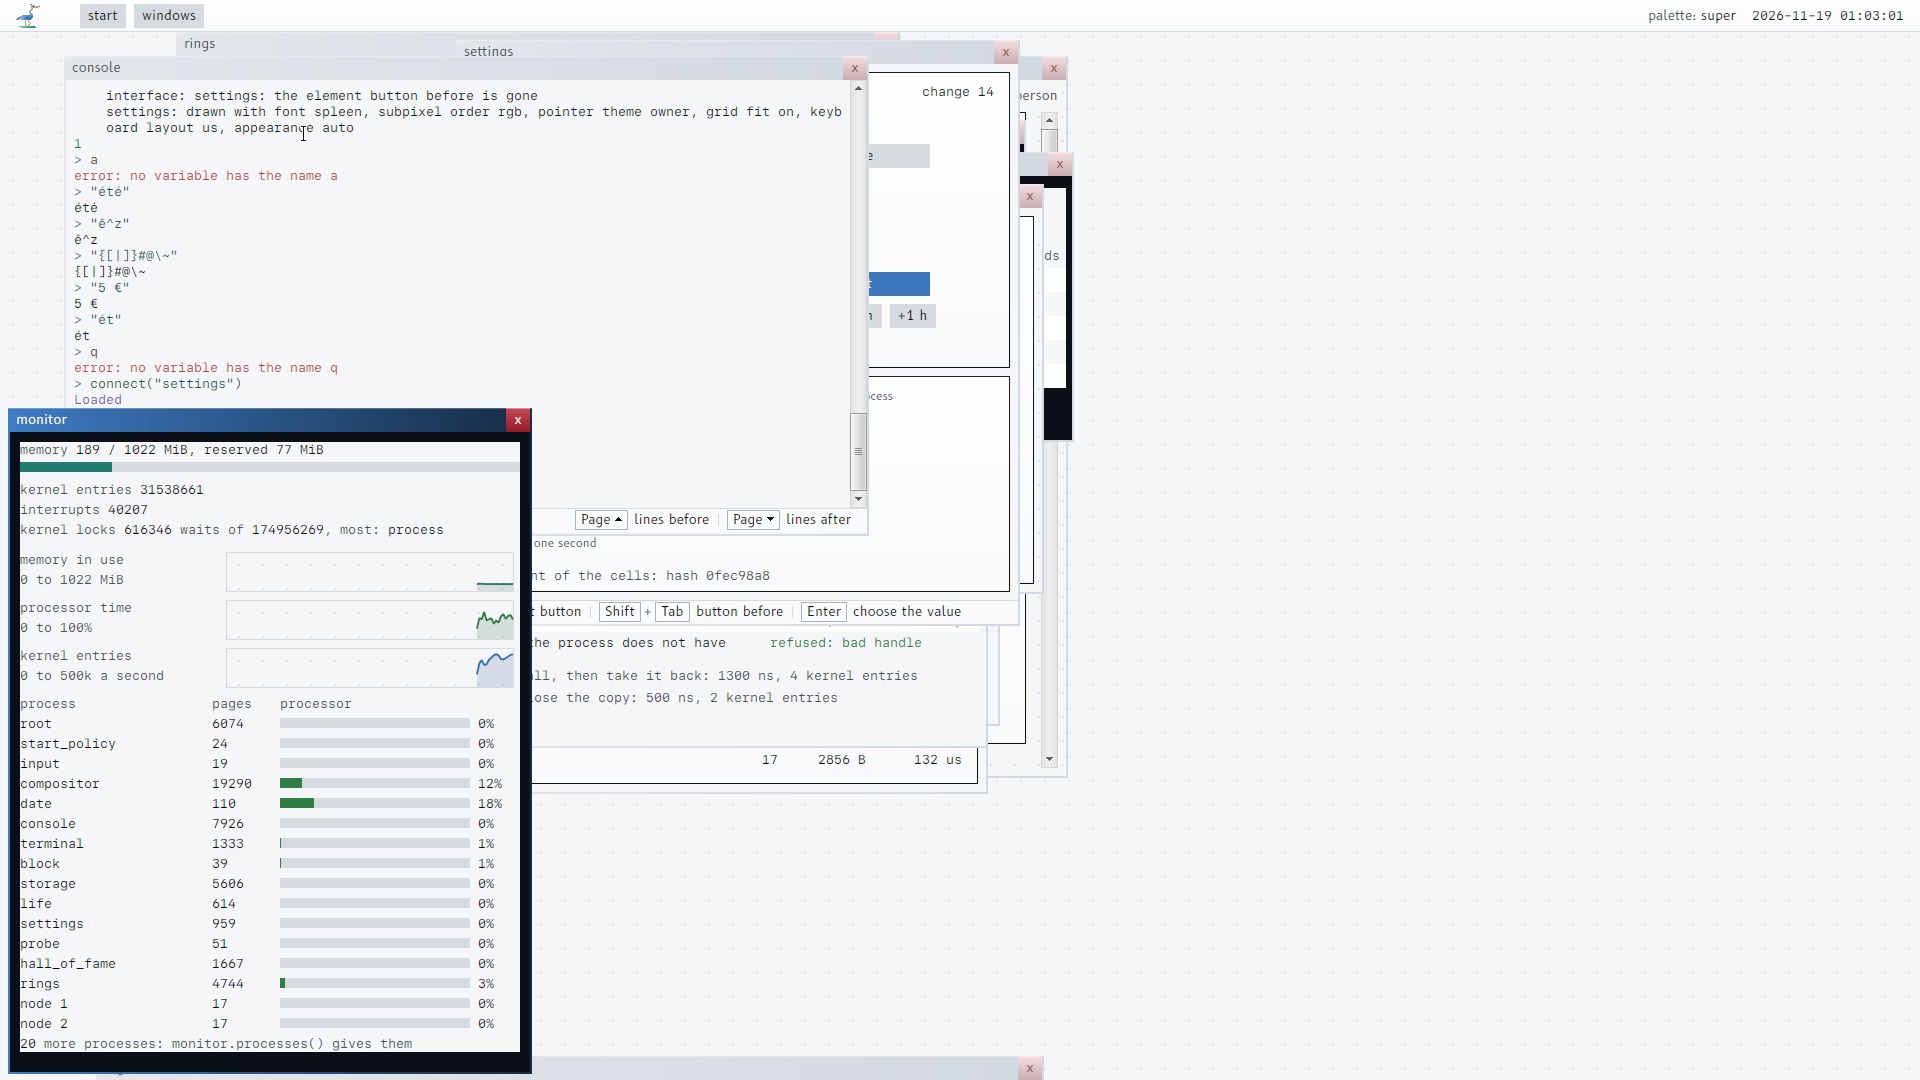 start windows palette: super 2026-11-19 01:03:01
rings
settings
console
interface: settings: the element button before is gone
settings: drawn with font spleen, subpixel order rgb, pointer theme owner, grid fit on, keyb
oard layout us, appearance auto
1
> a
error: no variable has the name a
> "été"
été
> "ê^z"
ê^z
> "{[|]}#@\~"
{[|]}#@\~
> "5 €"
5 €
> "ét"
ét
> q
error: no variable has the name q
> connect("settings")
Loaded
Page lines before Page lines after
change 14
+1 h
one second
of the cells: hash 0fec98a8
button Shift + Tab button before Enter choose the value
the process does not have refused: bad handle
then take it back: 1300 ns, 4 kernel entries
the copy: 500 ns, 2 kernel entries
17 2856 B 132 us
monitor
memory 189 / 1022 MiB, reserved 77 MiB
kernel entries 31538661
interrupts 40207
kernel locks 616346 waits of 174956269, most: process
memory in use
0 to 1022 MiB
processor time
0 to 100%
kernel entries
0 to 500k a second
process pages processor
root 6074 0%
start_policy 24 0%
input 19 0%
compositor 19290 12%
date 110 18%
console 7926 0%
terminal 1333 1%
block 39 1%
storage 5606 0%
life 614 0%
settings 959 0%
probe 51 0%
hall_of_fame 1667 0%
rings 4744 3%
node 1 17 0%
node 2 17 0%
20 more processes: monitor.processes() gives them